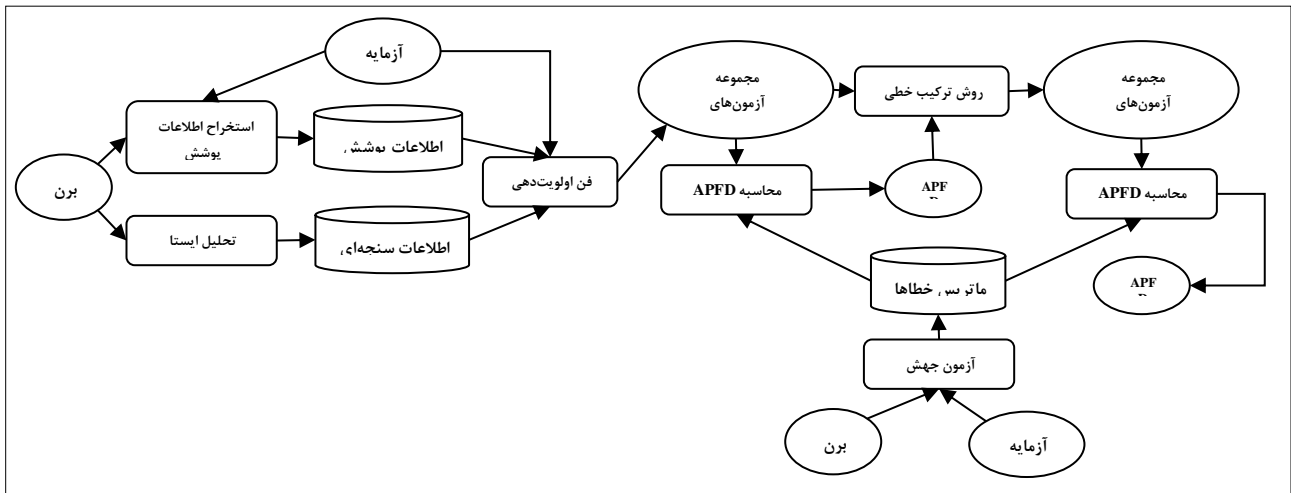 آزمایه
استخراح اطلاعات
پوشش
اطلاعات پوشش
برن
فن اولویت‌دهی
تحلیل ایستا
اطلاعات سنجه‌ای
مجموعه
آزمون‌های
روش ترکیب خطی
مجموعه
آزمون‌های
محاسبه APFD
APF
محاسبه APFD
ماتریس خطاها
APF
آزمون جهش
برن
آزمایه